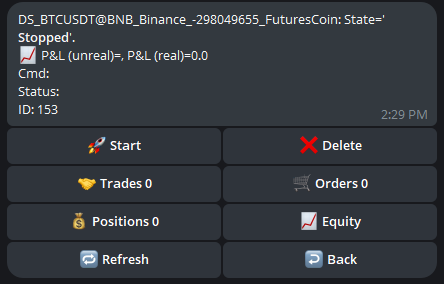 DS_BTCUSDT@BNB_Binance_-298049655_FuturesCoin: State='
Stopped'.
📈 P&L (unreal)=, P&L (real)=0.0
Cmd:
Status:
ID: 153
2:29 PM
🚀 Start
❌ Delete
🤝 Trades 0
🛒 Orders 0
💰 Positions 0
📈 Equity
🔁 Refresh
↩️ Back